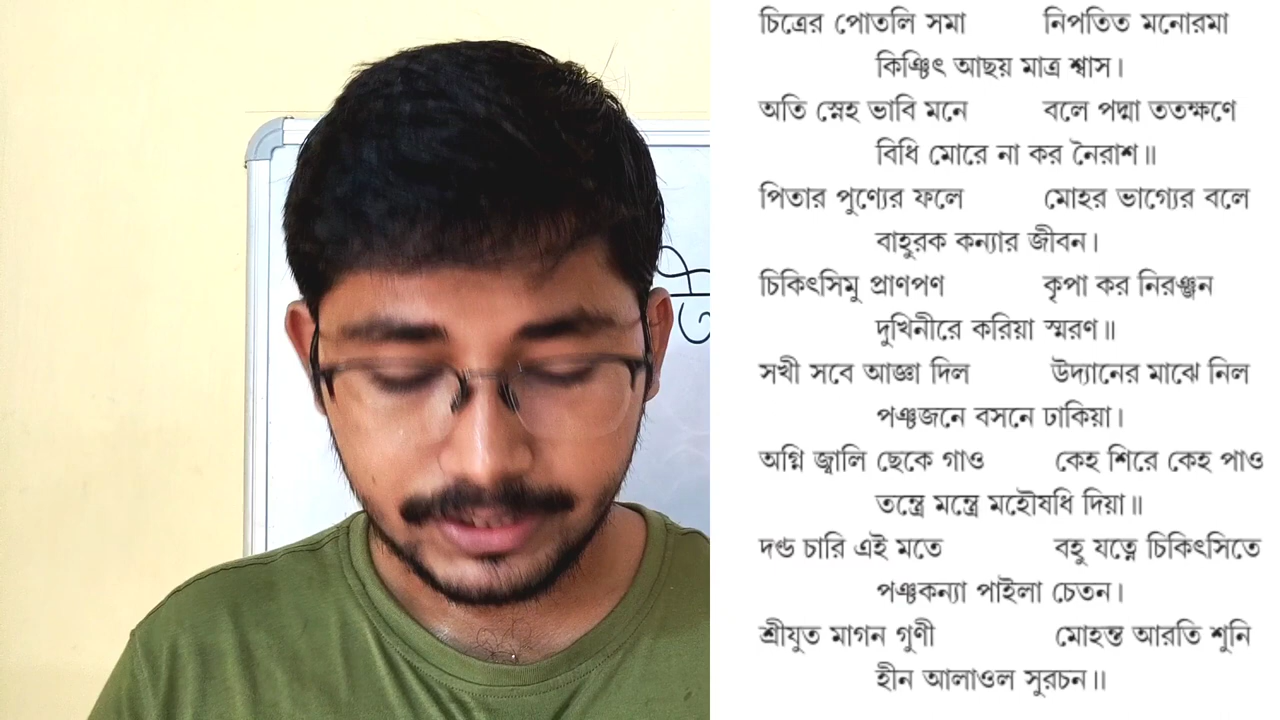 চিত্রের পোতলি সমা নিপতিত মনোরমা
কিঞ্চিৎ আছয় মাত্র শ্বাস।
অতি স্নেহ ভাবি মনে বলে পদ্মা ততক্ষণে
বিধি মোরে না কর নৈরাশ॥
পিতার পুণ্যের ফলে মোহর ভাগ্যের বলে
বাহুরক কন্যার জীবন।
চিকিৎসিমু প্রাণপণ কৃপা কর নিরঞ্জন
দুখিনীরে করিয়া স্মরণ॥
সখী সবে আজ্ঞা দিল উদ্যানের মাঝে নিল
পঞ্চজনে বসনে ঢাকিয়া।
অগ্নি জ্বালি ছেকে গাও কেহ শিরে কেহ পাও
তন্ত্রে মন্ত্রে মহৌষধি দিয়া॥
দণ্ড চারি এই মতে বহু যত্নে চিকিৎসিতে
পঞ্চকন্যা পাইলা চেতন।
শ্রীযুত মাগন গুণী মোহন্ত আরতি শুনি
হীন আলাওল সুরচন॥